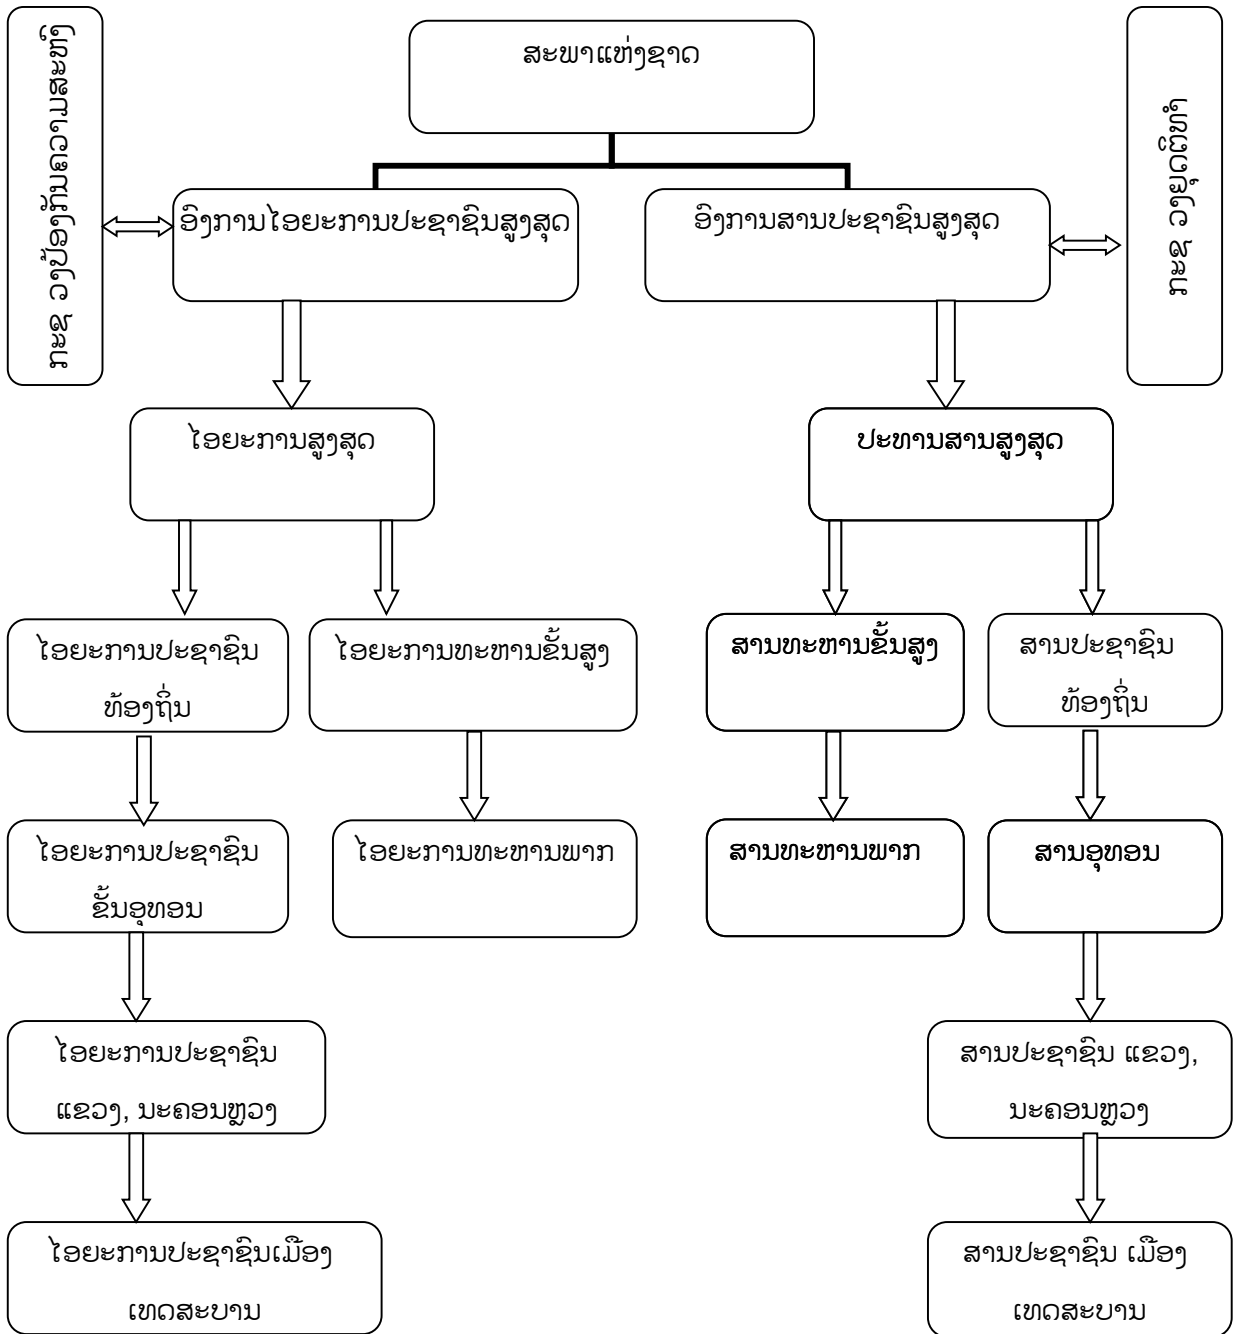 ສະພາແຫ່ງຊາດ
ກະຊ ວງປ້ອງກັນຄວາມສະຫົງ
ກະຊ ວງຍຸດຕິທຳ
ອົງການໄອຍະການປະຊາຊົນສູງສຸດ
ອົງການສານປະຊາຊົນສູງສຸດ
ໄອຍະການສູງສຸດ
ປະທານສານສູງສຸດ
ໄອຍະການປະຊາຊົນ
ທ້ອງຖິ່ນ
ໄອຍະການທະຫານຂັ້ນສູງ
ສານທະຫານຂັ້ນສູງ
ສານປະຊາຊົນ
ທ້ອງຖິ່ນ
ໄອຍະການປະຊາຊົນ
ຂັ້ນອຸທອນ
ໄອຍະການທະຫານພາກ
ສານທະຫານພາກ
ສານອຸທອນ
ໄອຍະການປະຊາຊົນ
ແຂວງ, ນະຄອນຫຼວງ
ສານປະຊາຊົນ ແຂວງ,
ນະຄອນຫຼວງ
ໄອຍະການປະຊາຊົນເມືອງ
ເທດສະບານ
ສານປະຊາຊົນ ເມືອງ
ເທດສະບານ